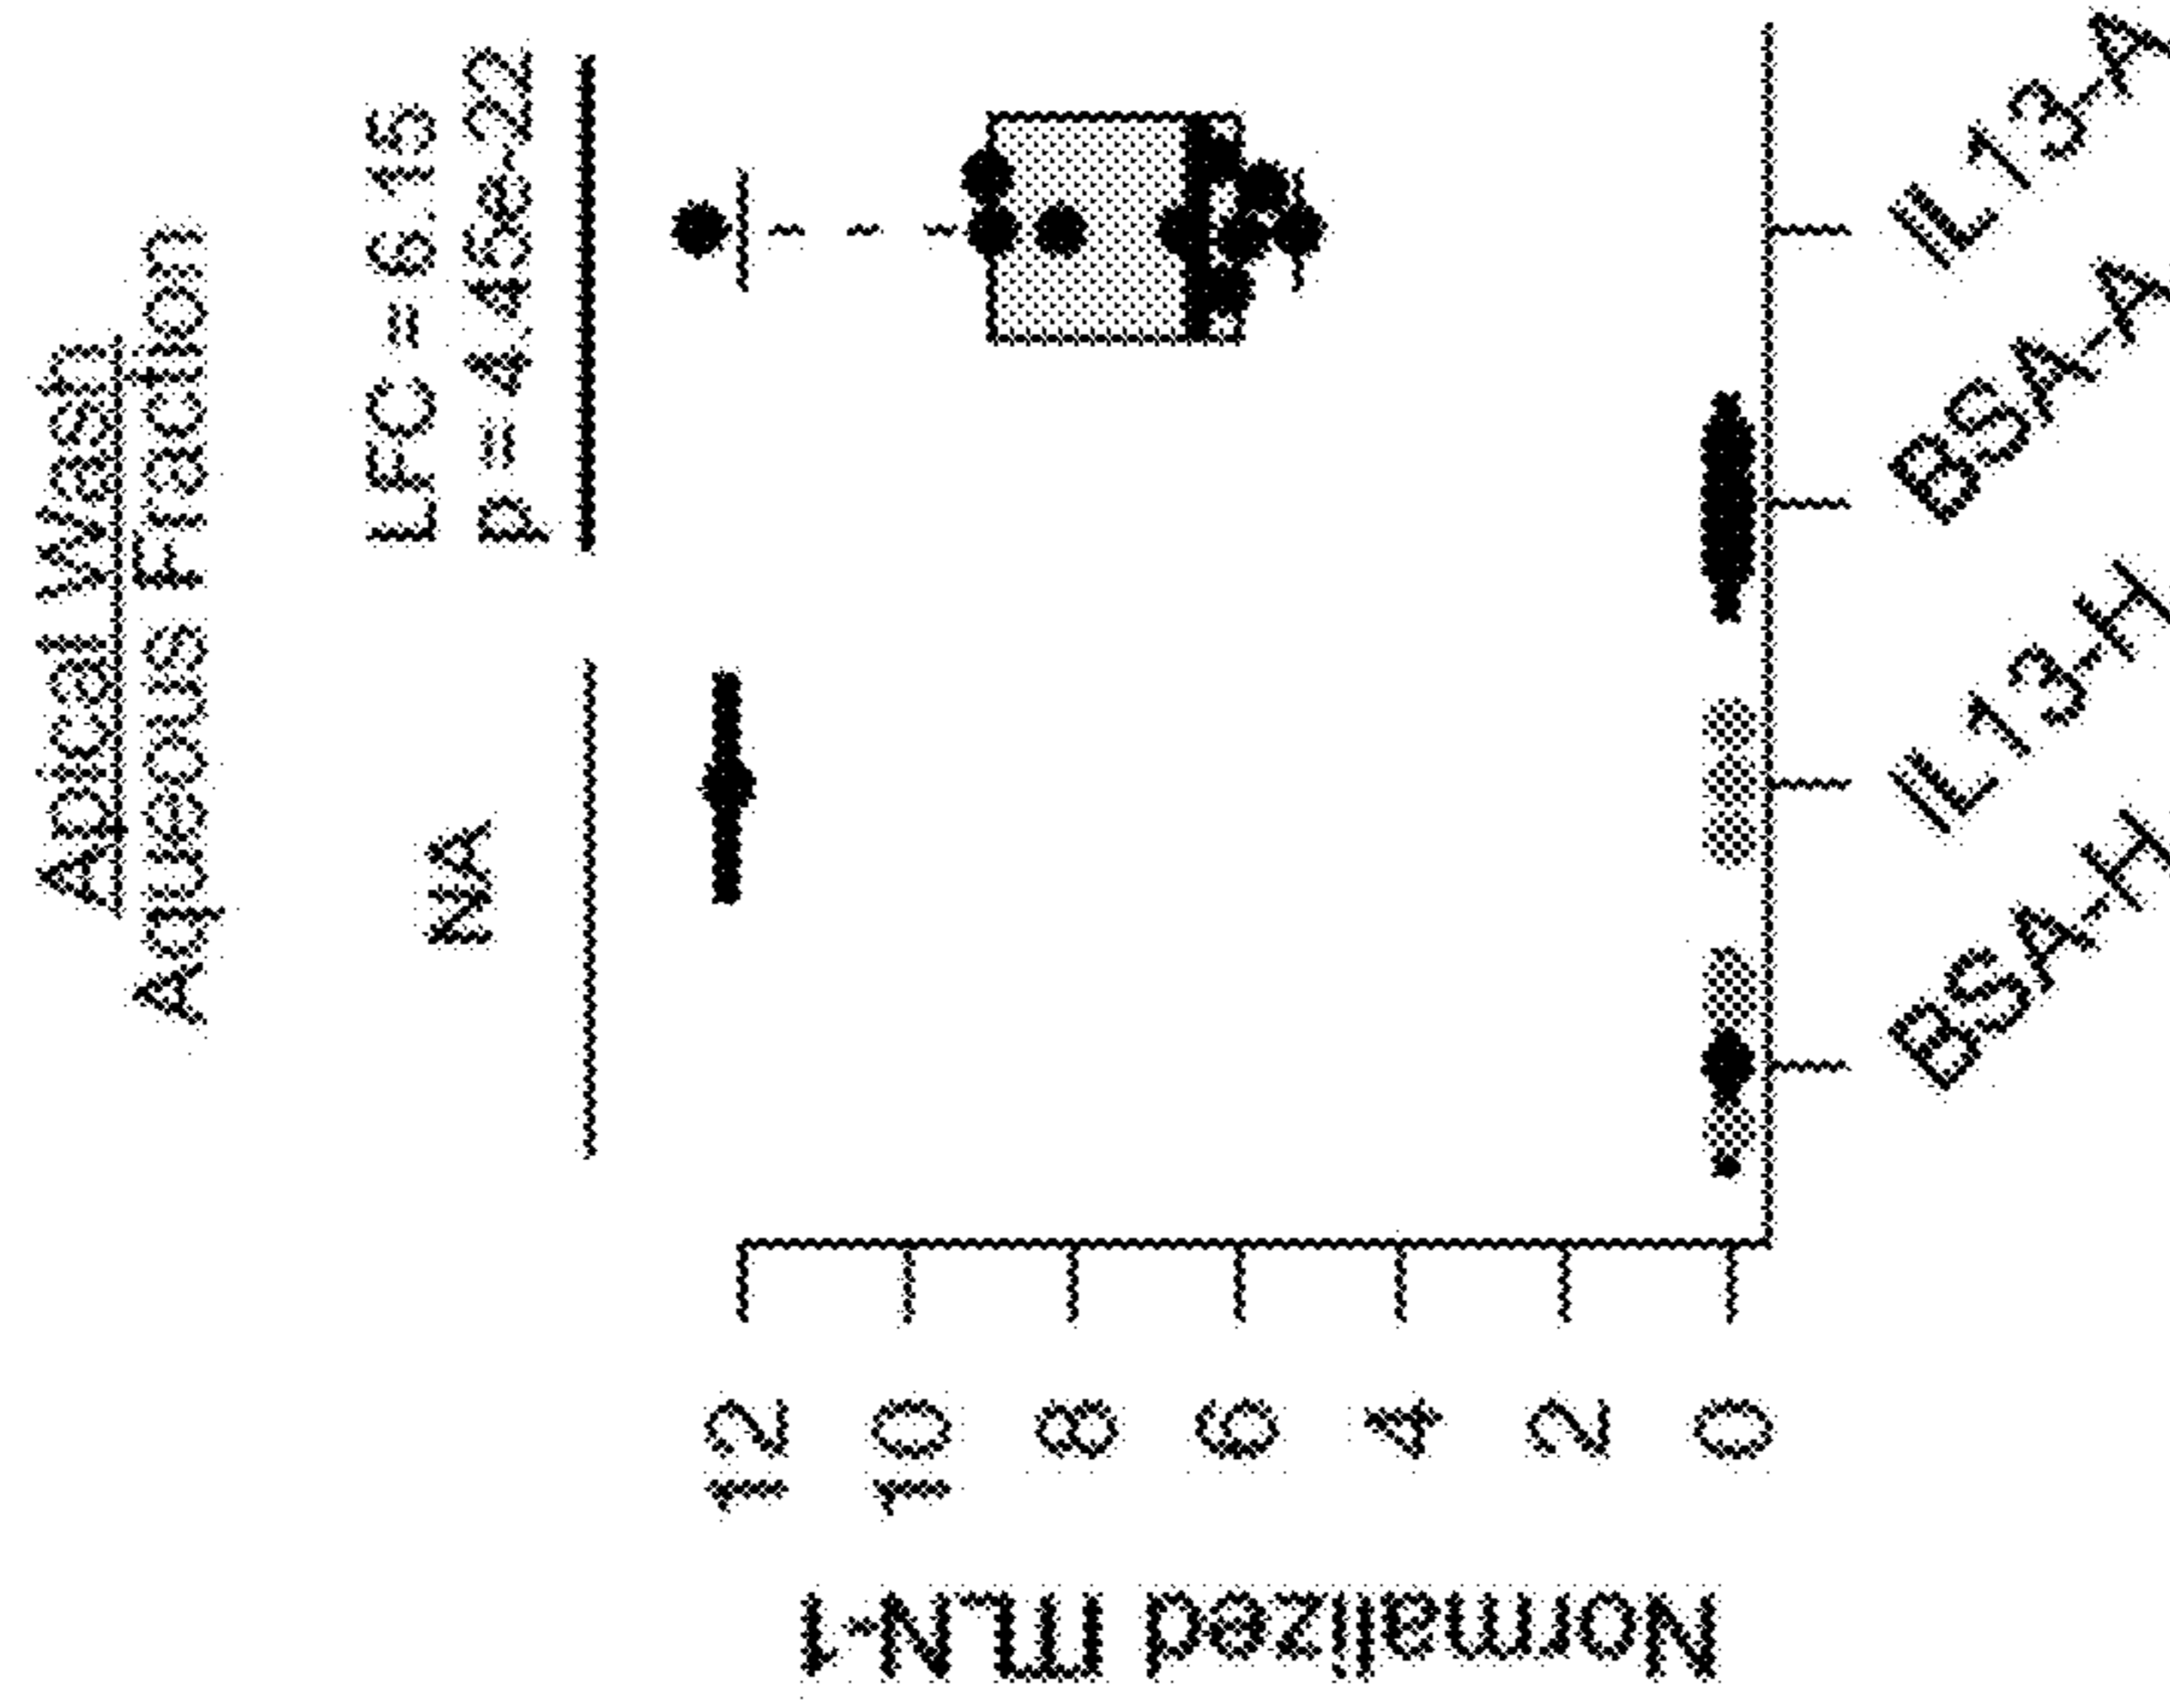 Apical Wash
Aqueous Fraction
LFC = 6.15
p = 4.45e-22
NA
12
10
8
6
4
2
0
Normalized ITLN-1
BSA-H
IL13-H
BSA-A
IL13-A